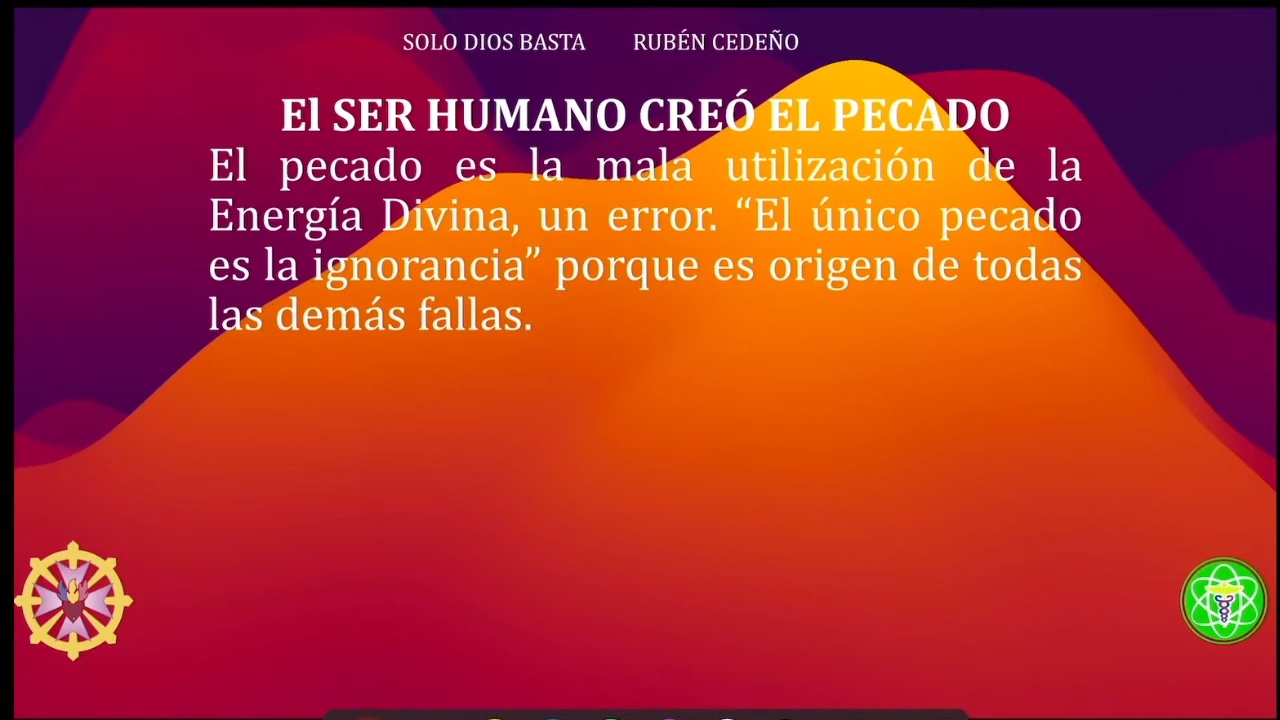 SOLO DIOS BASTA RUBÉN CEDEÑO
El SER HUMANO CREÓ EL PECADO
El pecado es la mala utilización de la
Energía Divina, un error. “El único pecado
es la ignorancia” porque es origen de todas
las demás fallas.